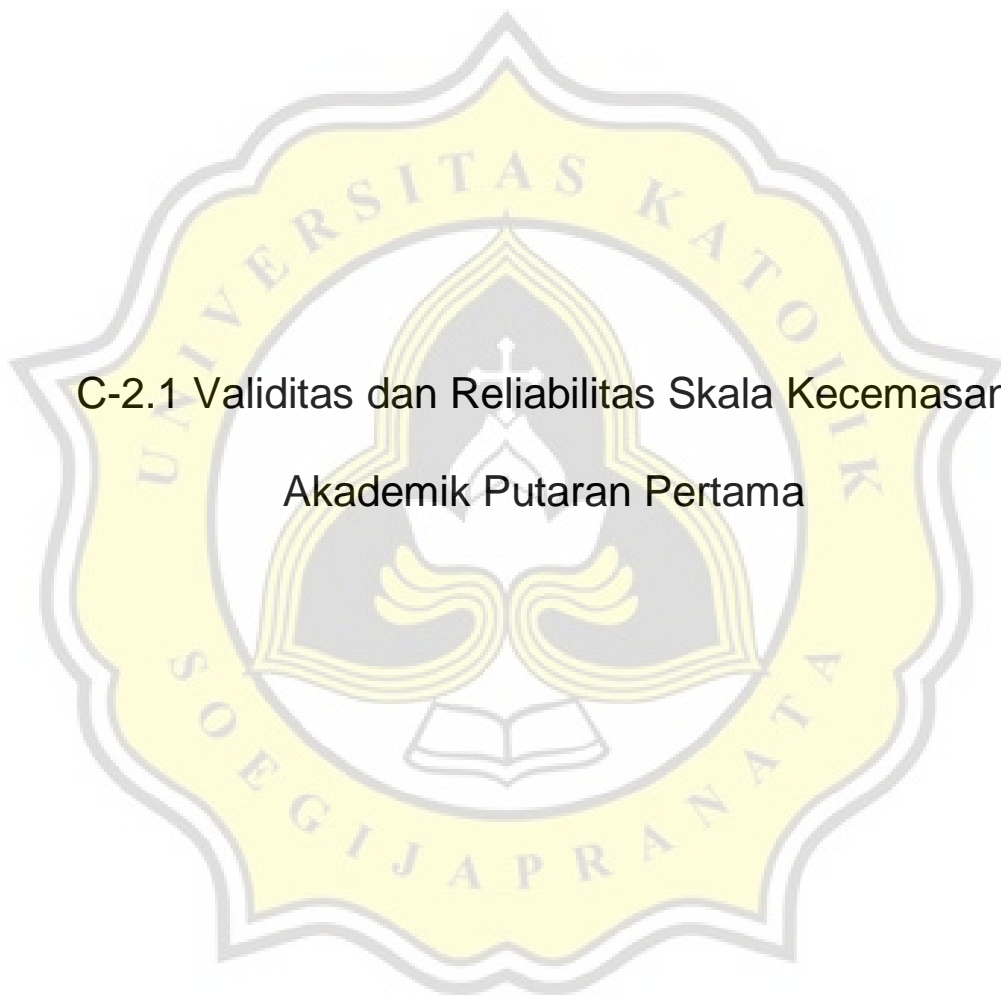 UNIVERSITAS KATOLIK
C-2.1 Validitas dan Reliabilitas Skala Kecemasan
Akademik Putaran Pertama
SOEGIJAPRANATA